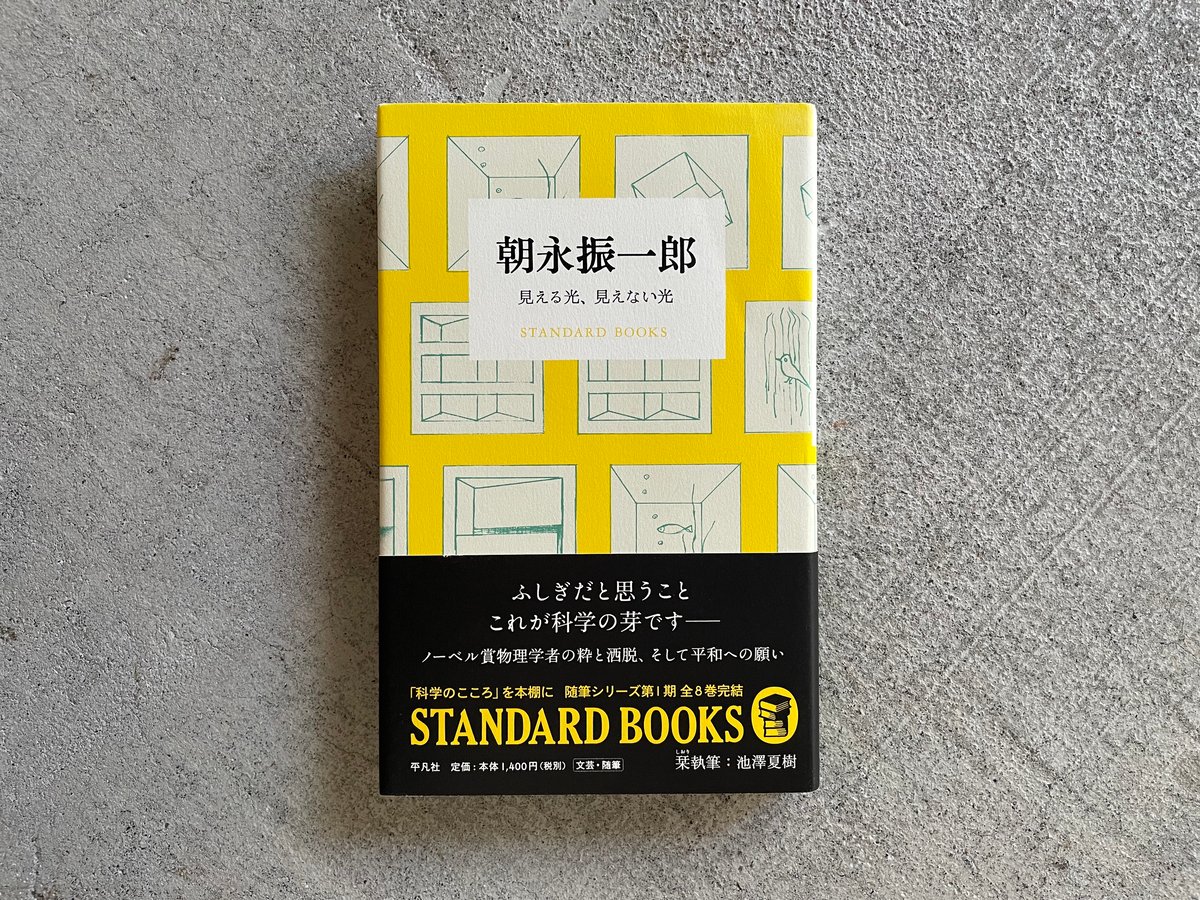 朝永振一郎
見える光、見えない光
STANDARD BOOKS
ふしぎだと思うこと
これが科学の芽です──
ノーベル賞物理学者の粋と洒脱、そして平和への願い
「科学のこころ」を本棚に 随筆シリーズ第1期 全8巻完結
STANDARD BOOKS
平凡社 定価:本体1,400円(税別) 文芸・随筆
しおり
栞執筆:池澤夏樹